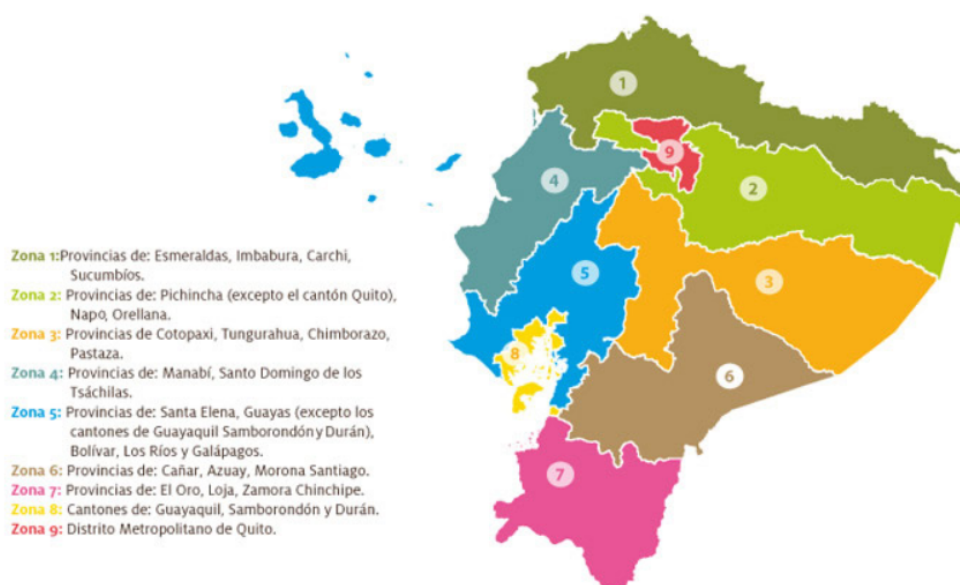 1
9
2
4
5
3
8
6
7
Zona 1:Provincias de: Esmeraldas, Imbabura, Carchi,
Sucumbíos.
Zona 2: Provincias de: Pichincha (excepto el cantón Quito),
Napo, Orellana.
Zona 3: Provincias de Cotopaxi, Tungurahua, Chimborazo,
Pastaza.
Zona 4: Provincias de: Manabí, Santo Domingo de los
Tsáchilas.
Zona 5: Provincias de: Santa Elena, Guayas (excepto los
cantones de Guayaquil Samborondón y Durán),
Bolívar, Los Ríos y Galápagos.
Zona 6: Provincias de: Cañar, Azuay, Morona Santiago.
Zona 7: Provincias de: El Oro, Loja, Zamora Chinchipe.
Zona 8: Cantones de: Guayaquil, Samborondón y Durán.
Zona 9: Distrito Metropolitano de Quito.